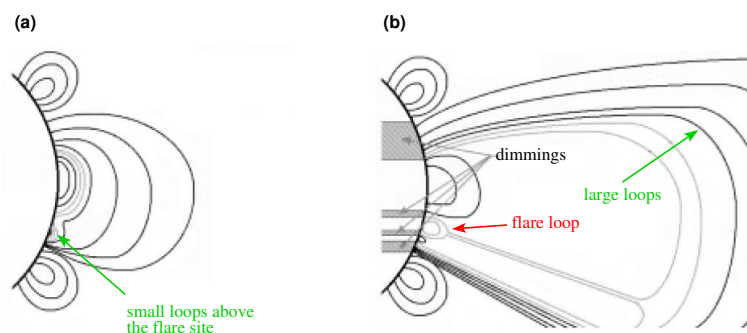 (a)
small loops above
the flare site
(b)
dimmings
large loops
flare loop